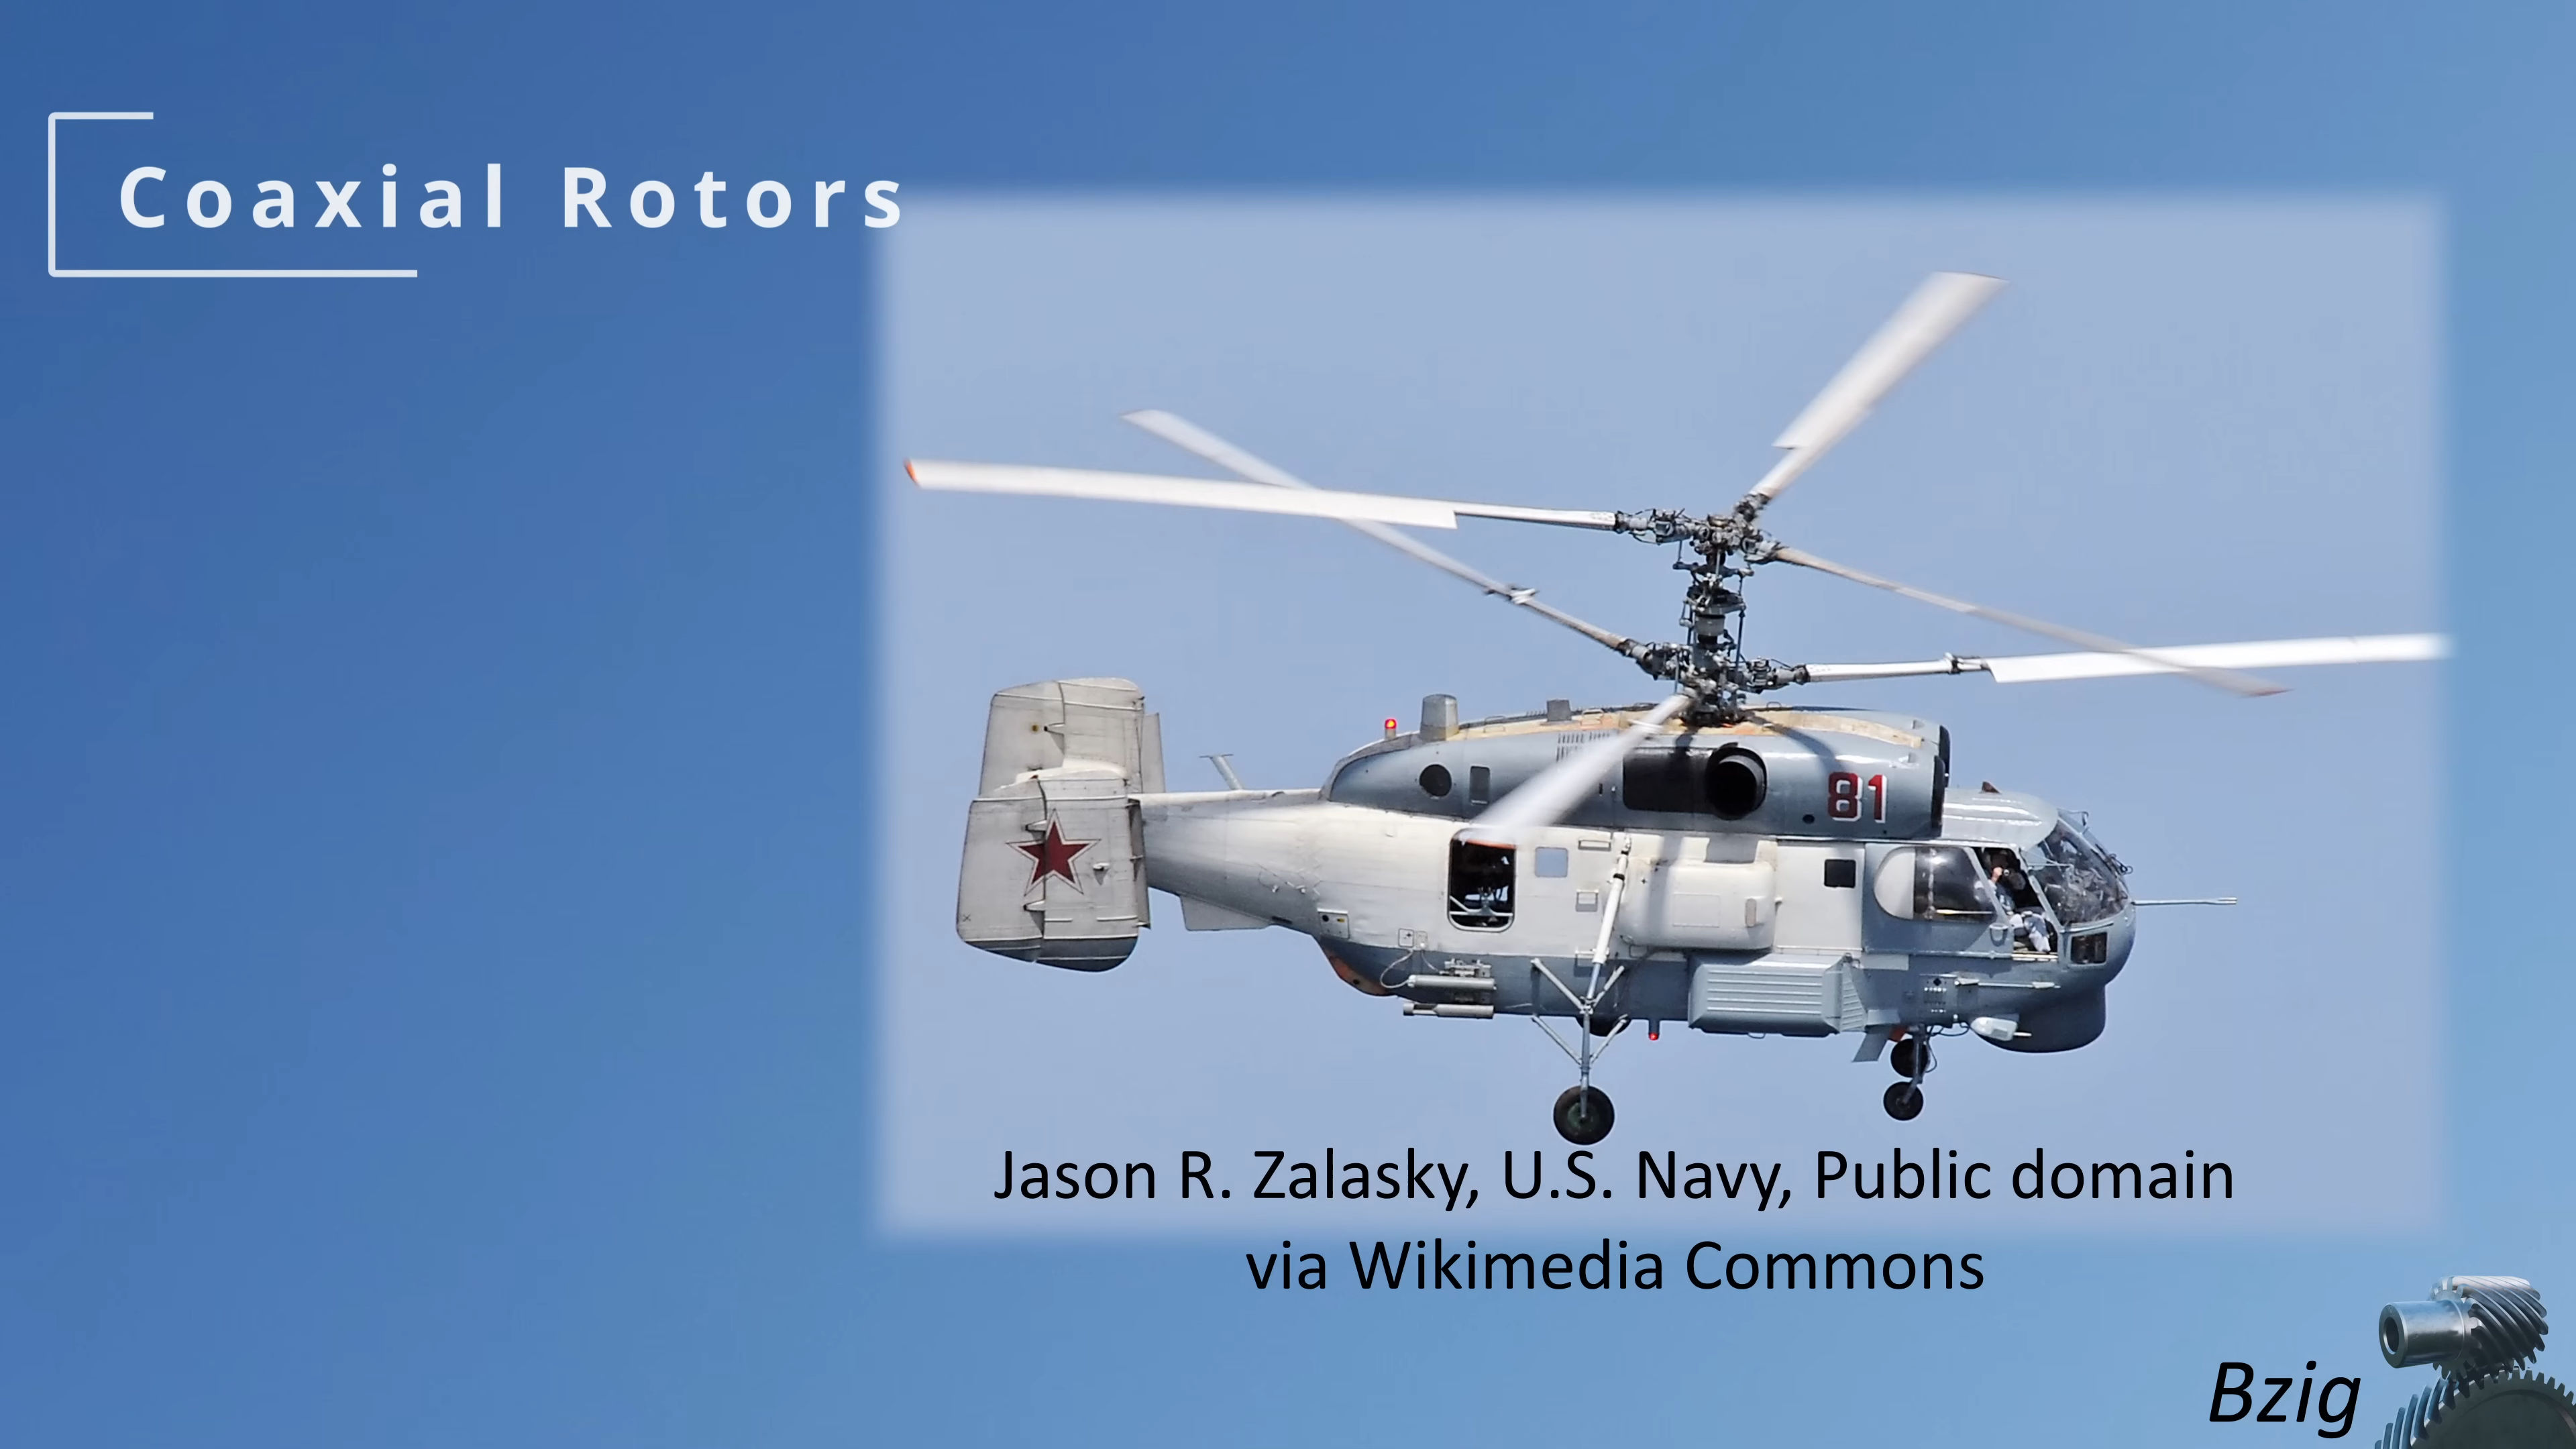 Coaxial Rotors
81
Jason R. Zalasky, U.S. Navy, Public domain
via Wikimedia Commons
Bzig